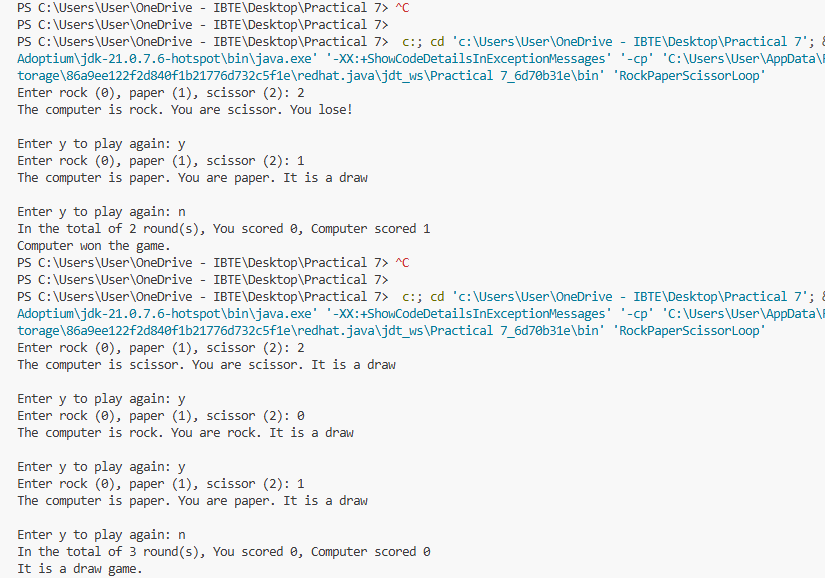 PS C:\Users\User\OneDrive - IBTE\Desktop\Practical 7> ^C
PS C:\Users\User\OneDrive - IBTE\Desktop\Practical 7>
PS C:\Users\User\OneDrive - IBTE\Desktop\Practical 7>  c:; cd 'c:\Users\User\OneDrive - IBTE\Desktop\Practical 7'; &
Adoptium\jdk-21.0.7.6-hotspot\bin\java.exe' '-XX:+ShowCodeDetailsInExceptionMessages' '-cp' 'C:\Users\User\AppData\
torage\86a9ee122f2d840f1b21776d732c5f1e\redhat.java\jdt_ws\Practical 7_6d70b31e\bin' 'RockPaperScissorLoop'
Enter rock (0), paper (1), scissor (2): 2
The computer is rock. You are scissor. You lose!
Enter y to play again: y
Enter rock (0), paper (1), scissor (2): 1
The computer is paper. You are paper. It is a draw
Enter y to play again: n
In the total of 2 round(s), You scored 0, Computer scored 1
Computer won the game.
PS C:\Users\User\OneDrive - IBTE\Desktop\Practical 7> ^C
PS C:\Users\User\OneDrive - IBTE\Desktop\Practical 7>
PS C:\Users\User\OneDrive - IBTE\Desktop\Practical 7>  c:; cd 'c:\Users\User\OneDrive - IBTE\Desktop\Practical 7'; &
Adoptium\jdk-21.0.7.6-hotspot\bin\java.exe' '-XX:+ShowCodeDetailsInExceptionMessages' '-cp' 'C:\Users\User\AppData\
torage\86a9ee122f2d840f1b21776d732c5f1e\redhat.java\jdt_ws\Practical 7_6d70b31e\bin' 'RockPaperScissorLoop'
Enter rock (0), paper (1), scissor (2): 2
The computer is scissor. You are scissor. It is a draw
Enter y to play again: y
Enter rock (0), paper (1), scissor (2): 0
The computer is rock. You are rock. It is a draw
Enter y to play again: y
Enter rock (0), paper (1), scissor (2): 1
The computer is paper. You are paper. It is a draw
Enter y to play again: n
In the total of 3 round(s), You scored 0, Computer scored 0
It is a draw game.